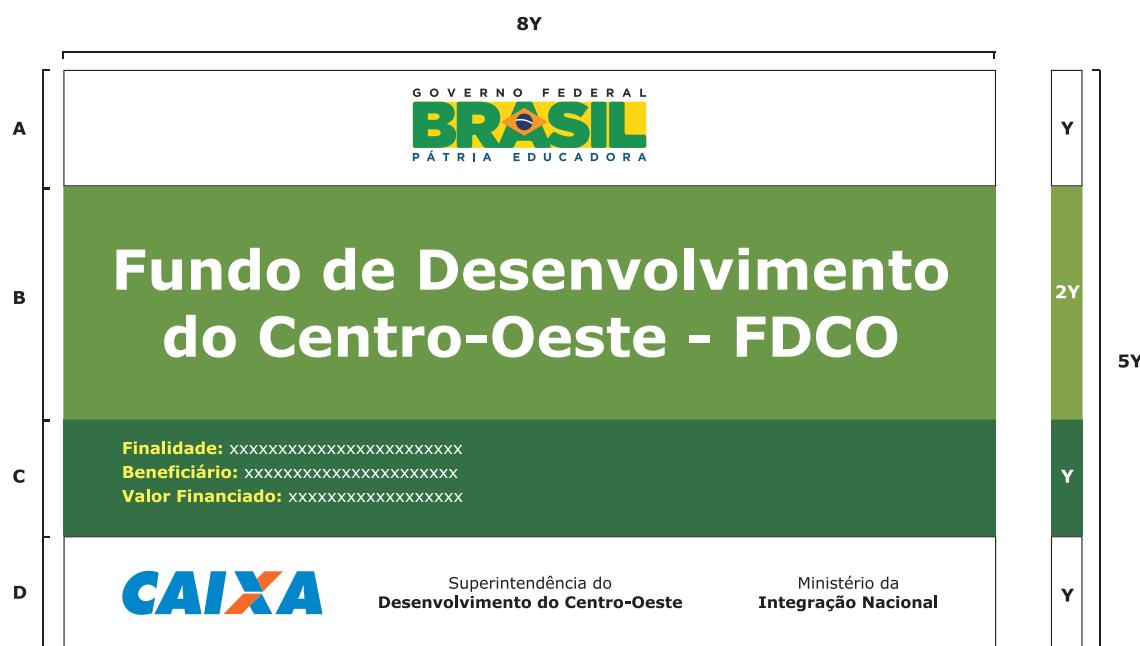 8Y
A
GOVERNO FEDERAL
BRASIL
PÁTRIA EDUCADORA
Y
B
Fundo de Desenvolvimento
do Centro-Oeste - FDCO
2Y
5Y
C
Finalidade: xxxxxxxxxxxxxxxxxxxxxxxx
Beneficiário: xxxxxxxxxxxxxxxxxxxxxx
Valor Financiado: xxxxxxxxxxxxxxxxxx
Y
D
CAIXA
Superintendência do
Desenvolvimento do Centro-Oeste
Ministério da
Integração Nacional
Y